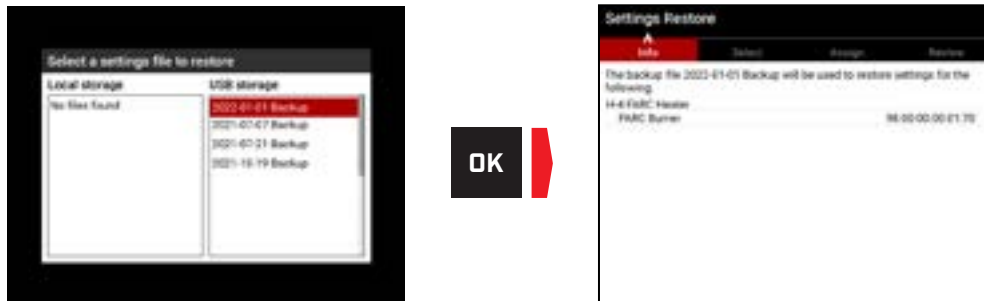 Select a settings file to restore
Local storage
No files found
USB storage
2022-01-01 Backup
2021-07-07 Backup
2021-07-21 Backup
2021-10-19 Backup
OK
Settings Restore
Info Select Assign Review
The backup file 2022-01-01 Backup will be used to restore settings for the
following.
FARC Heater
FARC Burner